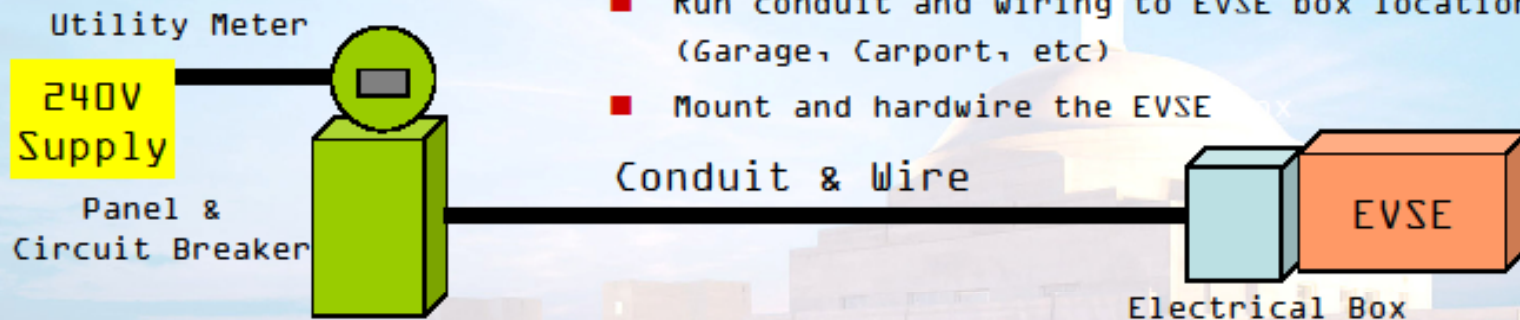 Utility Meter
240V
Supply
Panel &
Circuit Breaker
Run conduit and wiring to EVSE box location
(Garage, Carport, etc)
Mount and hardwire the EVSE
Conduit & Wire
EVSE
Electrical Box